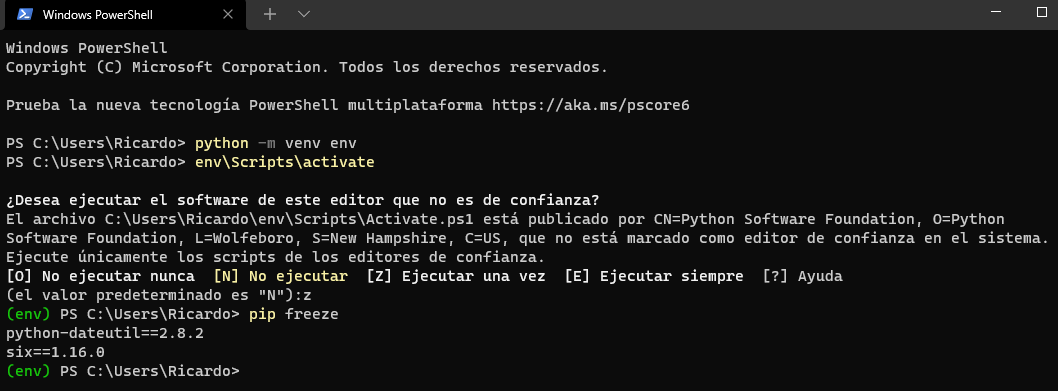 Windows PowerShell
Windows PowerShell
Copyright (C) Microsoft Corporation. Todos los derechos reservados.
Prueba la nueva tecnología PowerShell multiplataforma https://aka.ms/pscore6
PS C:\Users\Ricardo> python -m venv env
PS C:\Users\Ricardo> env\Scripts\activate
¿Desea ejecutar el software de este editor que no es de confianza?
El archivo C:\Users\Ricardo\env\Scripts\Activate.ps1 está publicado por CN=Python Software Foundation, O=Python
Software Foundation, L=Wolfeboro, S=New Hampshire, C=US, que no está marcado como editor de confianza en el sistema.
Ejecute únicamente los scripts de los editores de confianza.
[O] No ejecutar nunca  [N] No ejecutar  [Z] Ejecutar una vez  [E] Ejecutar siempre  [?] Ayuda
(el valor predeterminado es "N"):z
(env) PS C:\Users\Ricardo> pip freeze
python-dateutil==2.8.2
six==1.16.0
(env) PS C:\Users\Ricardo>